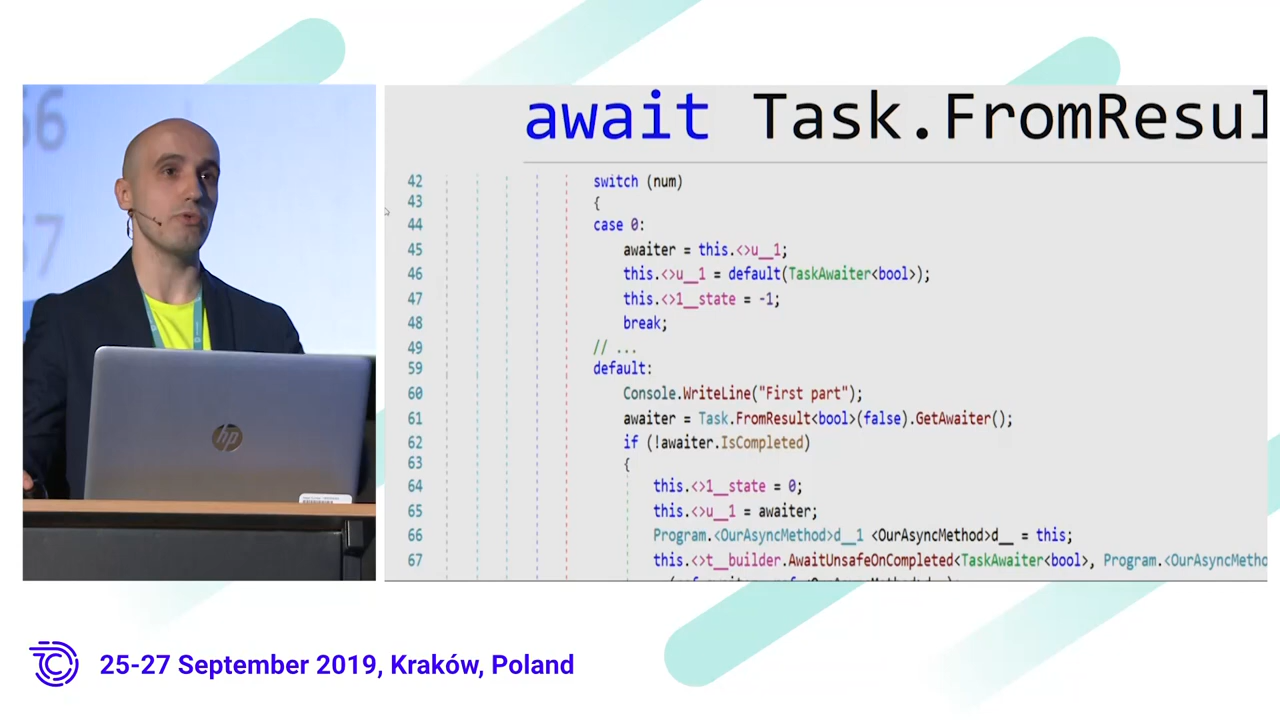 66
67
hp
await Task.FromResul
42 switch (num)
43 {
44 case 0:
45 awaiter = this.<>u__1;
46 this.<>u__1 = default(TaskAwaiter<bool>);
47 this.<>1__state = -1;
48 break;
49 // ...
59 default:
60 Console.WriteLine("First part");
61 awaiter = Task.FromResult<bool>(false).GetAwaiter();
62 if (!awaiter.IsCompleted)
63 {
64 this.<>1__state = 0;
65 this.<>u__1 = awaiter;
66 Program.<OurAsyncMethod>d__1 <OurAsyncMethod>d__ = this;
67 this.<>t__builder.AwaitUnsafeOnCompleted<TaskAwaiter<bool>, Program.<OurAsyncMetho
25-27 September 2019, Kraków, Poland